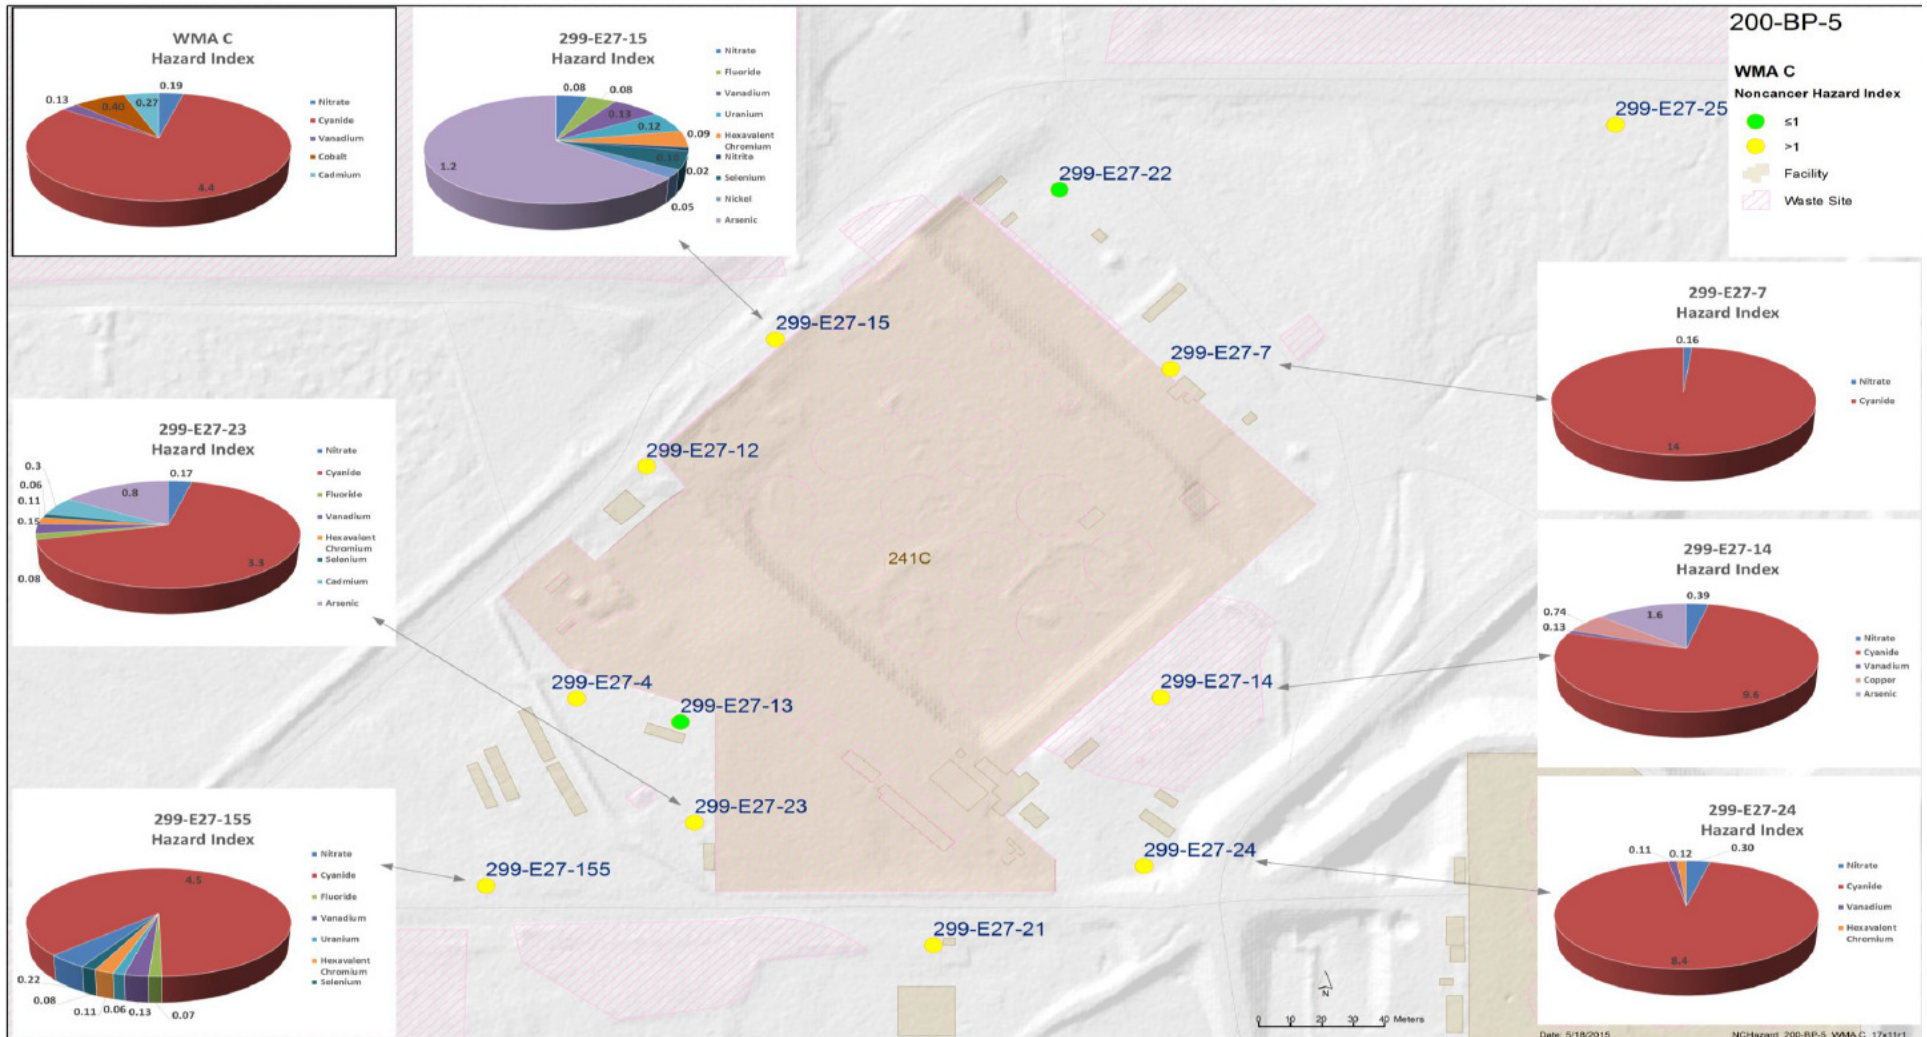 WMA C
Hazard Index
0.19
0.27
0.40
0.13
4.4
Nitrate
Cyanide
Vanadium
Cobalt
Cadmium
299-E27-15
Hazard Index
0.08
0.08
0.13
0.12
0.09
0.10
0.02
0.05
1.2
Nitrate
Fluoride
Vanadium
Uranium
Hexavalent
Chromium
Nitrite
Selenium
Nickel
Arsenic
200-BP-5
WMA C
Noncancer Hazard Index
≤1
>1
Facility
Waste Site
299-E27-25
299-E27-22
299-E27-15
299-E27-7
299-E27-12
241C
299-E27-4
299-E27-13
299-E27-14
299-E27-23
299-E27-24
299-E27-155
299-E27-21
299-E27-7
Hazard Index
0.16
14
Nitrate
Cyanide
299-E27-23
Hazard Index
0.17
0.8
0.3
0.06
0.11
0.15
0.08
3.3
Nitrate
Cyanide
Fluoride
Vanadium
Hexavalent
Chromium
Selenium
Cadmium
Arsenic
299-E27-14
Hazard Index
0.39
1.6
0.74
0.13
9.6
Nitrate
Cyanide
Vanadium
Copper
Arsenic
299-E27-155
Hazard Index
4.5
0.22
0.08
0.11
0.06
0.13
0.07
Nitrate
Cyanide
Fluoride
Vanadium
Uranium
Hexavalent
Chromium
Selenium
299-E27-24
Hazard Index
0.11
0.12
0.30
8.4
Nitrate
Cyanide
Vanadium
Hexavalent
Chromium
N
0 10 20 30 40 Meters
Date: 5/18/2015
NCHazard_200-BP-5_WMA C_17x11r1